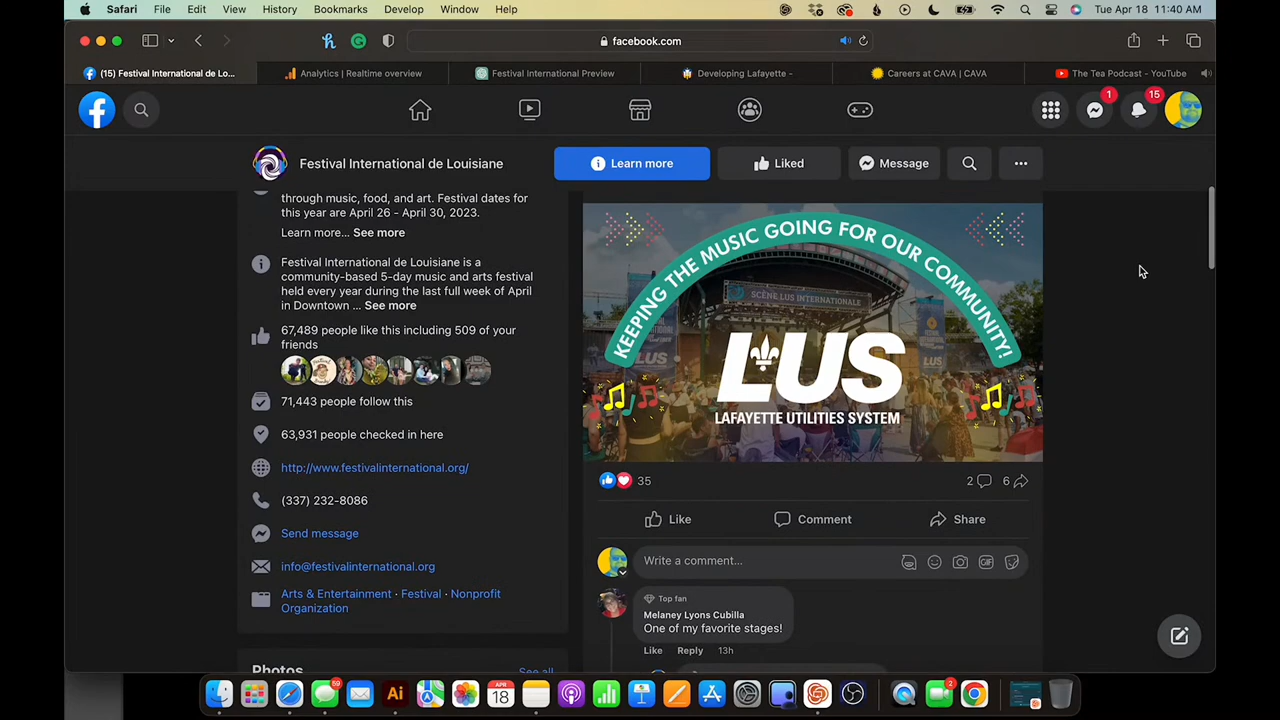 Safari File Edit View History Bookmarks Develop Window Help Tue Apr 18 11:40 AM
facebook.com
(15) Festival International de Lo... Analytics | Realtime overview Festival International Preview Developing Lafayette - Careers at CAVA | CAVA The Tea Podcast - YouTube
1 15
Festival International de Louisiane Learn more Liked Message
through music, food, and art. Festival dates for
this year are April 26 - April 30, 2023.
Learn more... See more
Festival International de Louisiane is a
community-based 5-day music and arts festival
held every year during the last full week of April
in Downtown ... See more
67,489 people like this including 509 of your
friends
71,443 people follow this
63,931 people checked in here
http://www.festivalinternational.org/
(337) 232-8086
Send message
info@festivalinternational.org
Arts & Entertainment · Festival · Nonprofit
Organization
Photos See all
KEEPING THE MUSIC GOING FOR OUR COMMUNITY!
SCÈNE LUS INTERNATIONALE
LUS
LUS
LUS
LAFAYETTE UTILITIES SYSTEM
35 2 6
Like Comment Share
Write a comment...
GIF
Top fan
Melaney Lyons Cubilla
One of my favorite stages!
Like Reply 13h
59 18 Ai 2